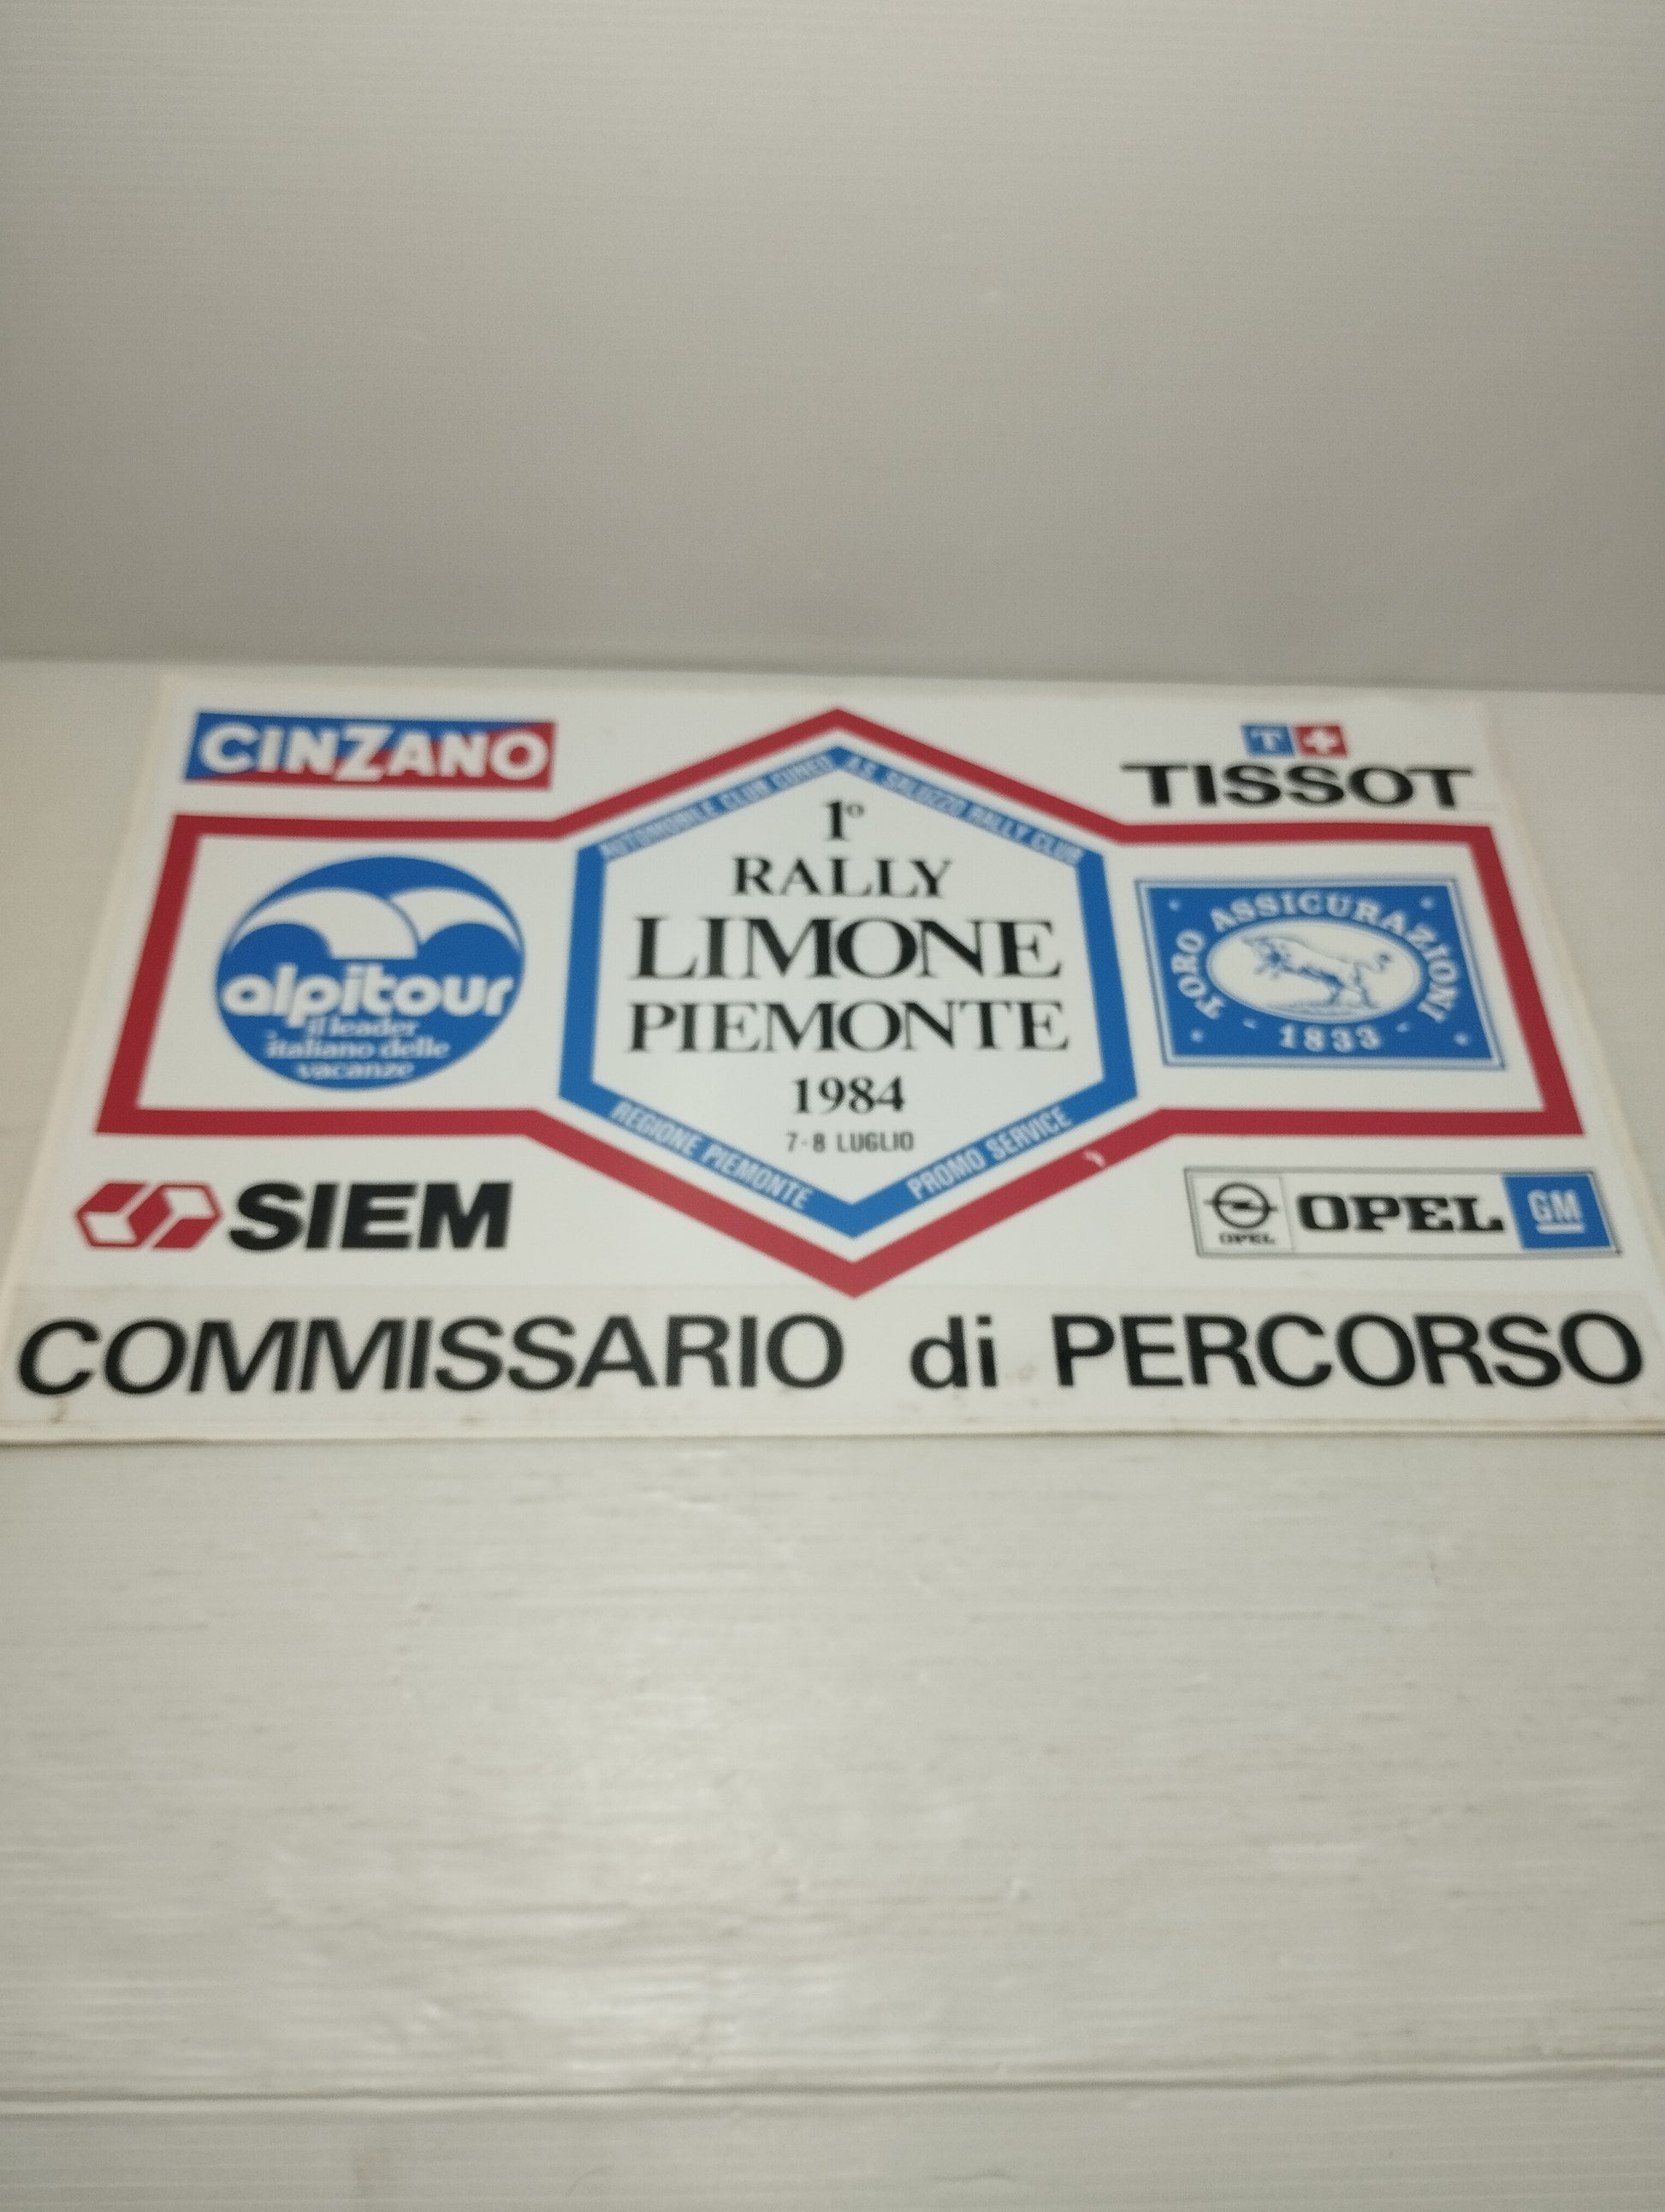 CINZANO
T
TISSOT
AUTOMOBILE CLUB CUNEO A.S. SALUZZO RALLY CLUB
1°
RALLY
LIMONE
PIEMONTE
1984
7-8 LUGLIO
REGIONE PIEMONTE PROMO SERVICE
alpitour
il leader
italiano delle
vacanze
TORO ASSICURAZIONI
- 1833 -
SIEM
OPEL
OPEL
GM
COMMISSARIO di PERCORSO